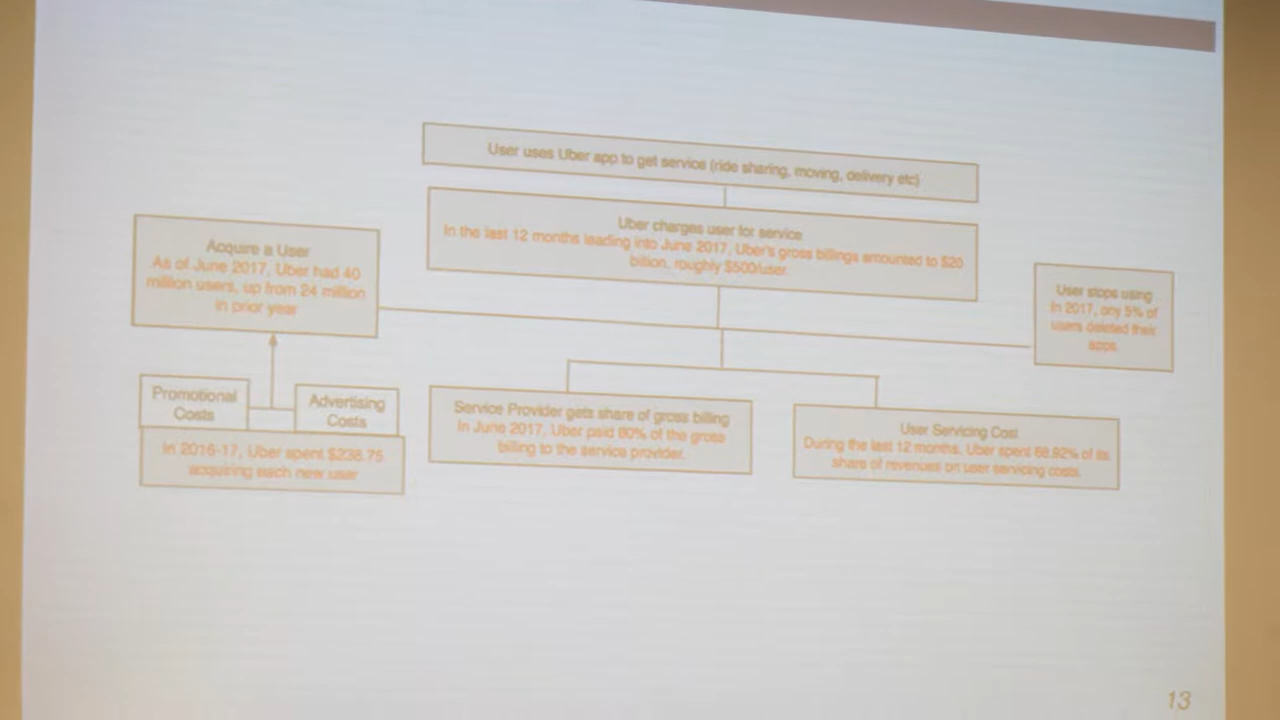 User uses Uber app to get service (ride sharing, moving, delivery etc)
Uber charges user for service
In the last 12 months leading into June 2017, Uber's gross billings amounted to $20
billion, roughly $500/user.
Acquire a User
As of June 2017, Uber had 40
million users, up from 24 million
in prior year
User stops using
In 2017, ony 5% of
users deleted their
apps.
Promotional
Costs
Advertising
Costs
In 2016-17, Uber spent $238.75
acquiring each new user
Service Provider gets share of gross billing
In June 2017, Uber paid 80% of the gross
billing to the service provider.
User Servicing Cost
During the last 12 months, Uber spent 68.92% of its
share of revenues on user servicing costs.
13